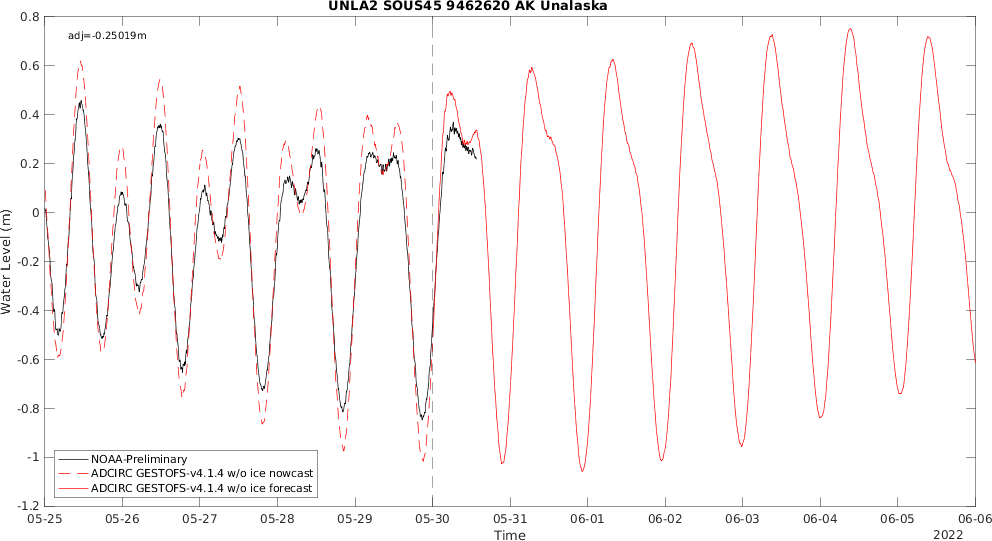 UNLA2 SOUS45 9462620 AK Unalaska
adj=-0.25019m
0.8
0.6
0.4
0.2
0
-0.2
-0.4
-0.6
-0.8
-1
-1.2
Water Level (m)
NOAA-Preliminary
ADCIRC GESTOFS-v4.1.4 w/o ice nowcast
ADCIRC GESTOFS-v4.1.4 w/o ice forecast
05-25 05-26 05-27 05-28 05-29 05-30 05-31 06-01 06-02 06-03 06-04 06-05 06-06
Time
2022